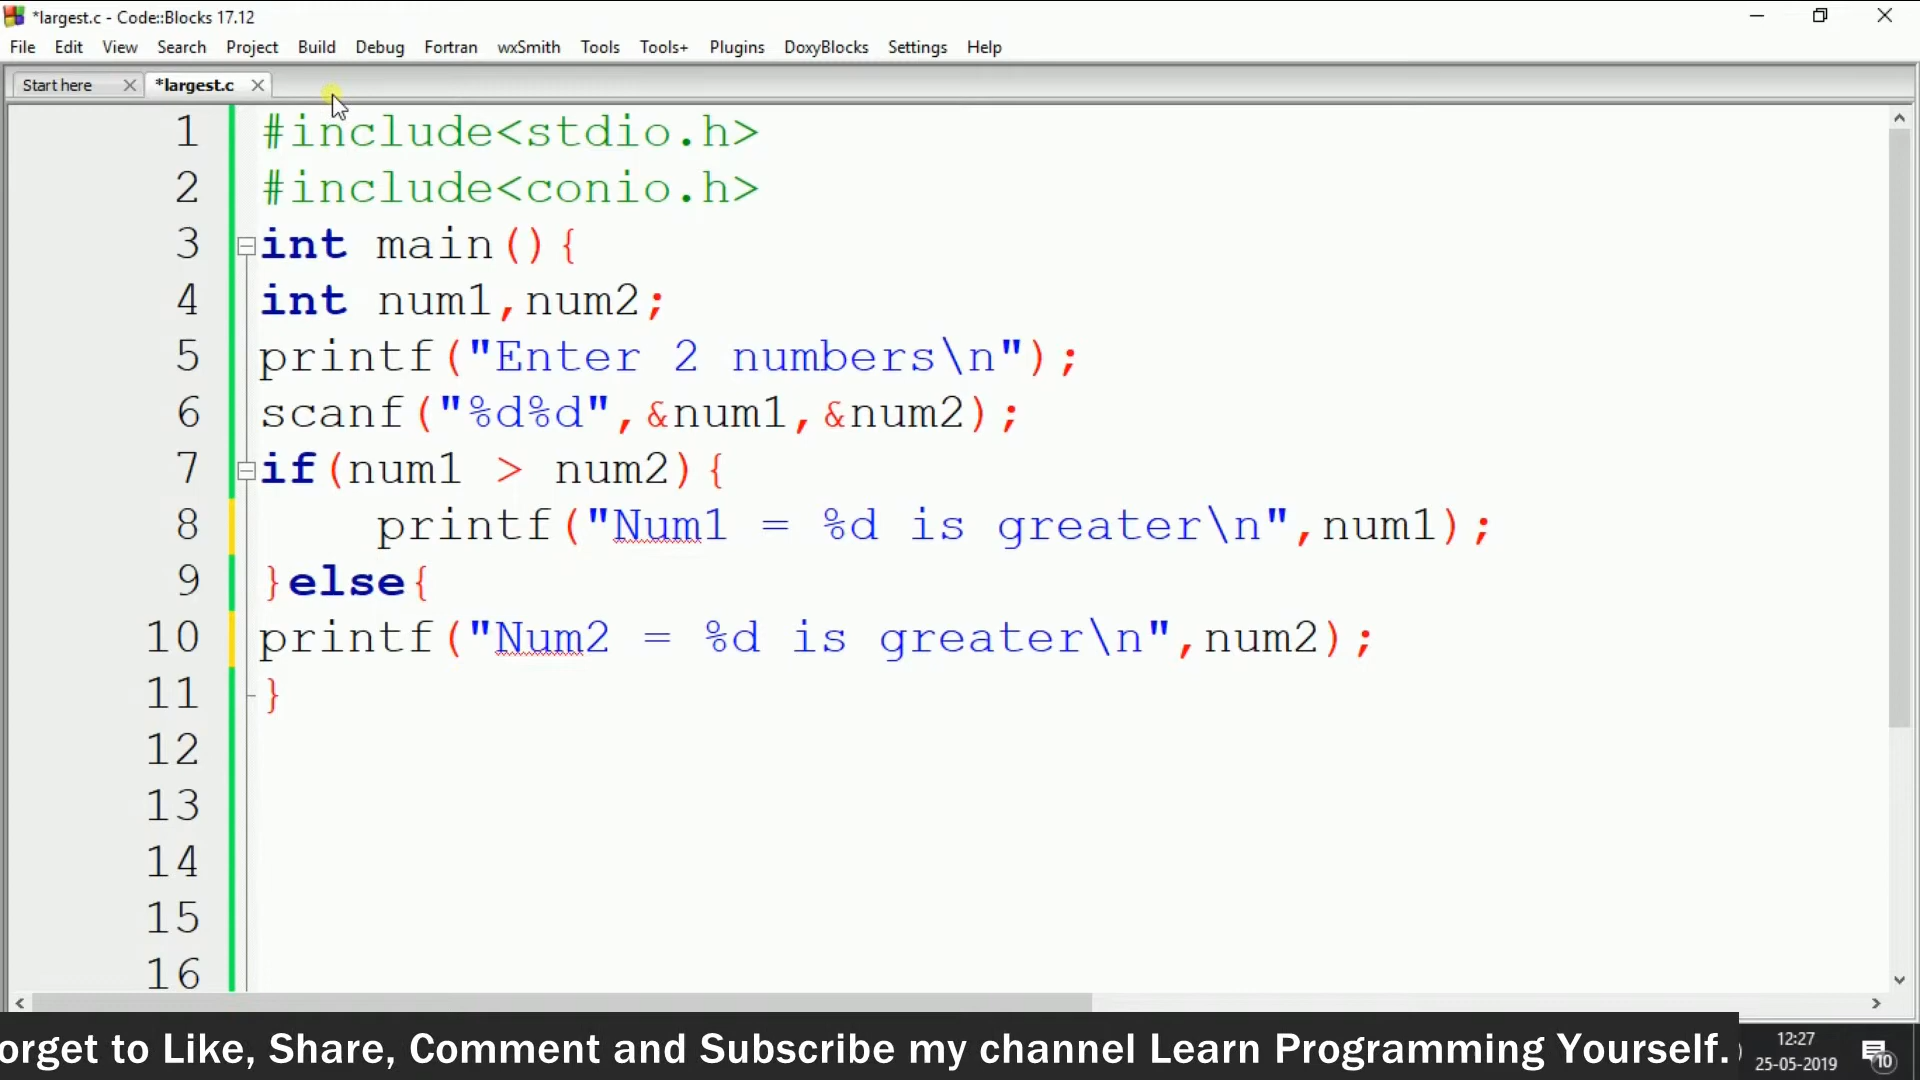 *largest.c - Code::Blocks 17.12
File Edit View Search Project Build Debug Fortran wxSmith Tools Tools+ Plugins DoxyBlocks Settings Help
Start here *largest.c
1 #include<stdio.h>
2 #include<conio.h>
3 int main(){
4 int num1,num2;
5 printf("Enter 2 numbers\n");
6 scanf("%d%d",&num1,&num2);
7 if(num1 > num2){
8 printf("Num1 = %d is greater\n",num1);
9 }else{
10 printf("Num2 = %d is greater\n",num2);
11 }
12
13
14
15
16
orget to Like, Share, Comment and Subscribe my channel Learn Programming Yourself.
12:27
25-05-2019
10